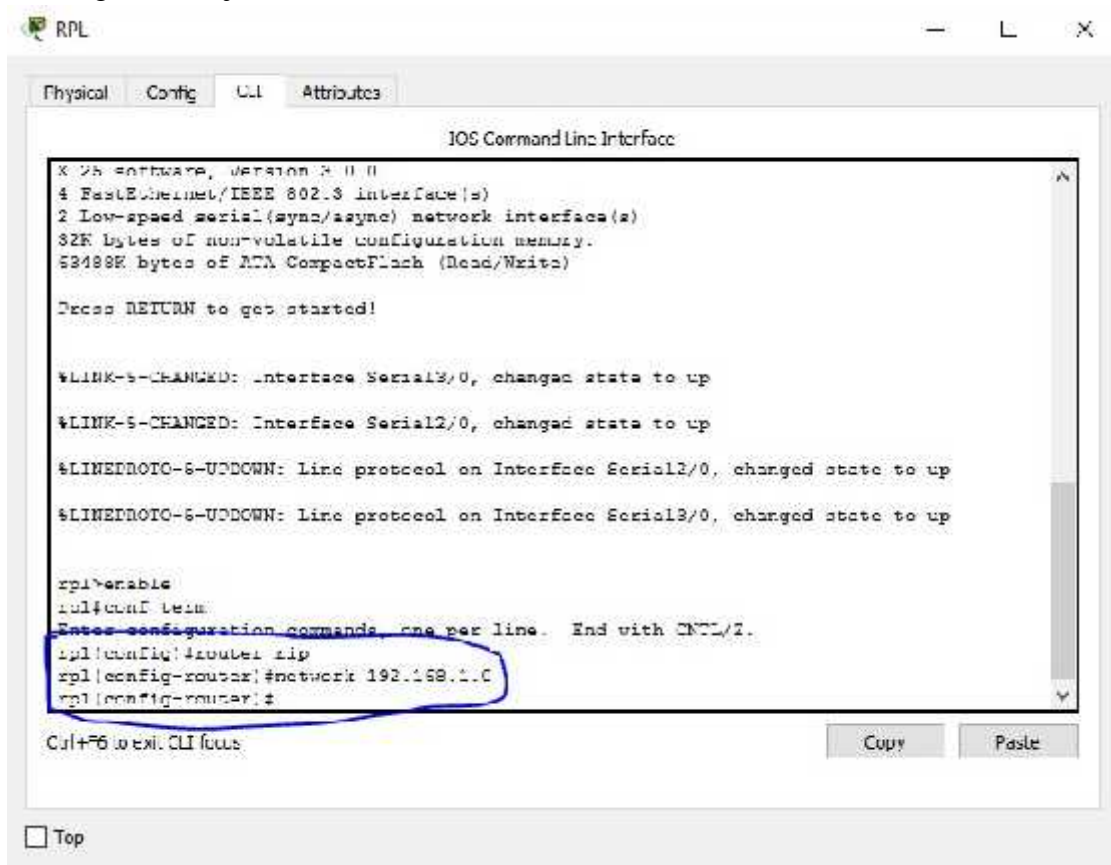 RPL
Physical Config CLI Attributes
IOS Command Line Interface
X.25 software, Version 3.0.0
4 FastEthernet/IEEE 802.3 interface(s)
2 Low-speed serial(sync/async) network interface(s)
32K bytes of non-volatile configuration memory.
63488K bytes of ATA CompactFlash (Read/Write)
Press RETURN to get started!
%LINK-5-CHANGED: Interface Serial3/0, changed state to up
%LINK-5-CHANGED: Interface Serial2/0, changed state to up
%LINEPROTO-5-UPDOWN: Line protocol on Interface Serial2/0, changed state to up
%LINEPROTO-5-UPDOWN: Line protocol on Interface Serial3/0, changed state to up
rpl>enable
rpl#conf term
Enter configuration commands, one per line. End with CNTL/Z.
rpl(config)#router rip
rpl(config-router)#network 192.168.1.0
rpl(config-router)#
Ctrl+F6 to exit CLI focus
Copy Paste
Top